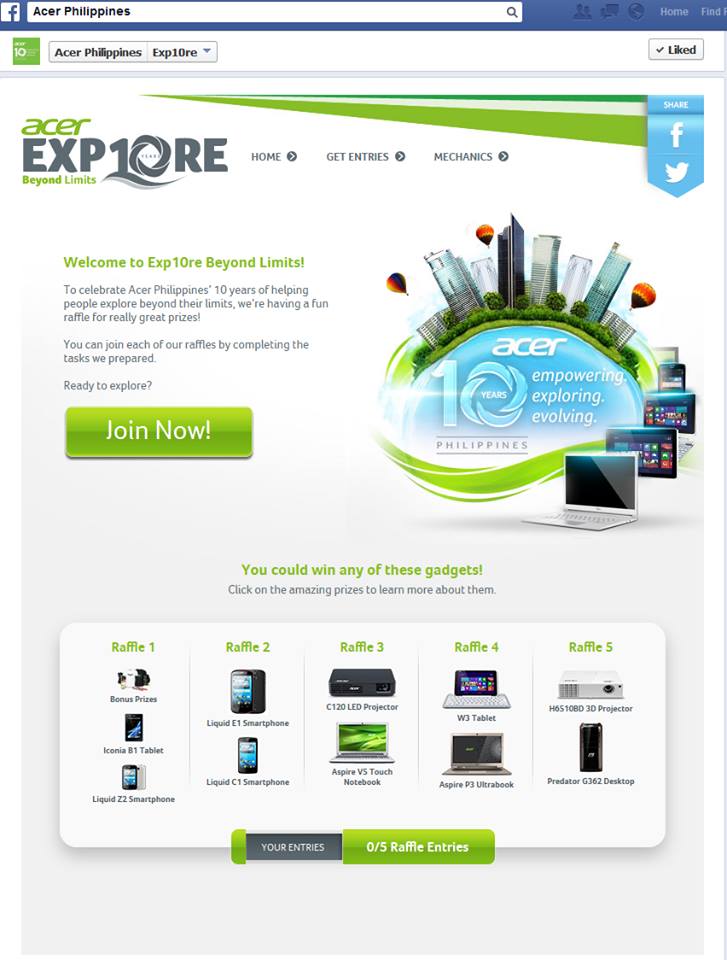 Acer Philippines
Home
Find F
acer
10
Acer Philippines
Exp10re
Liked
SHARE
acer
EXP10RE
YEARS
Beyond Limits
HOME
GET ENTRIES
MECHANICS
Welcome to Exp10re Beyond Limits!
To celebrate Acer Philippines' 10 years of helping
people explore beyond their limits, we're having a fun
raffle for really great prizes!
You can join each of our raffles by completing the
tasks we prepared.
Ready to explore?
Join Now!
acer
10
YEARS
empowering.
exploring.
evolving.
PHILIPPINES
You could win any of these gadgets!
Click on the amazing prizes to learn more about them.
Raffle 1
Bonus Prizes
Iconia B1 Tablet
Liquid Z2 Smartphone
Raffle 2
Liquid E1 Smartphone
Liquid C1 Smartphone
Raffle 3
C120 LED Projector
Aspire V5 Touch
Notebook
Raffle 4
W3 Tablet
Aspire P3 Ultrabook
Raffle 5
H6510BD 3D Projector
Predator G362 Desktop
YOUR ENTRIES
0/5 Raffle Entries